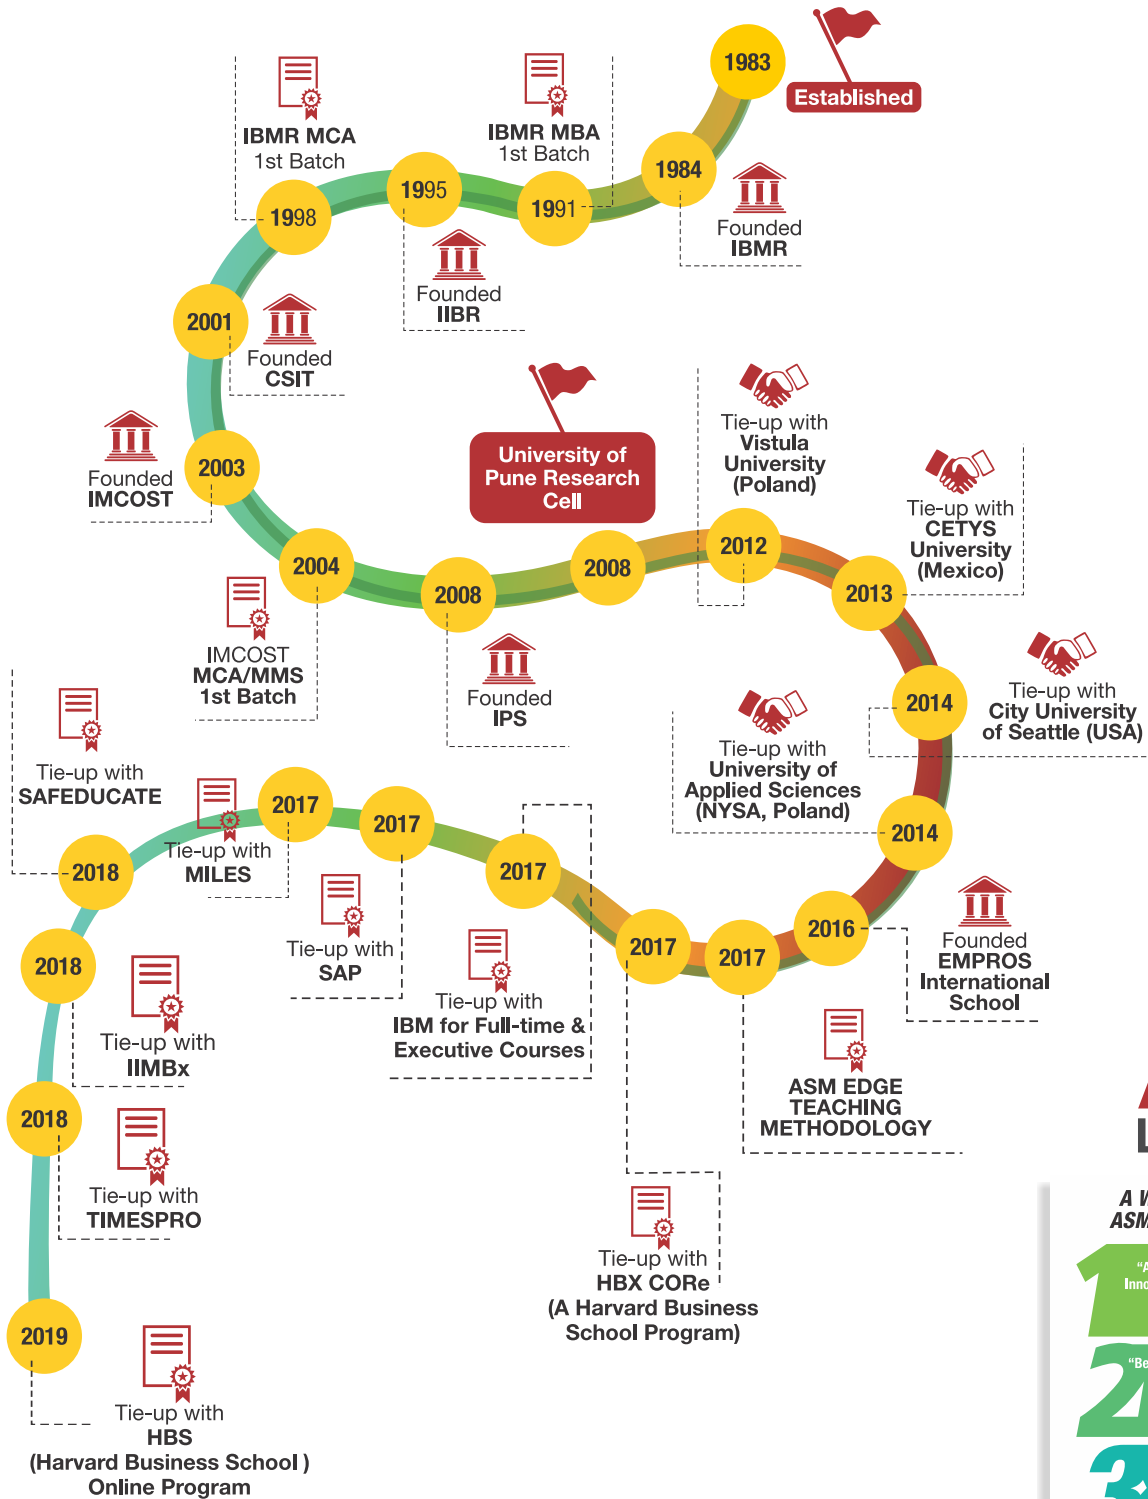 1983
Established
1984
Founded
IBMR
IBMR MBA
1st Batch
1991
1995
Founded
IIBR
IBMR MCA
1st Batch
1998
2001
Founded
CSIT
2003
Founded
IMCOST
2004
IMCOST
MCA/MMS
1st Batch
2008
Founded
IPS
University of
Pune Research
Cell
2008
Tie-up with
Vistula
University
(Poland)
2012
Tie-up with
CETYS
University
(Mexico)
2013
2014
Tie-up with
City University
of Seattle (USA)
Tie-up with
University of
Applied Sciences
(NYSA, Poland)
2014
2016
Founded
EMPROS
International
School
2017
ASM EDGE
TEACHING
METHODOLOGY
2017
Tie-up with
HBX CORe
(A Harvard Business
School Program)
2017
Tie-up with
IBM for Full-time &
Executive Courses
2017
Tie-up with
SAP
2017
Tie-up with
MILES
Tie-up with
SAFEDUCATE
2018
2018
Tie-up with
IIMBx
2018
Tie-up with
TIMESPRO
2019
Tie-up with
HBS
(Harvard Business School )
Online Program
L
A
ASM
1
"A
Inno
2
"Be
3